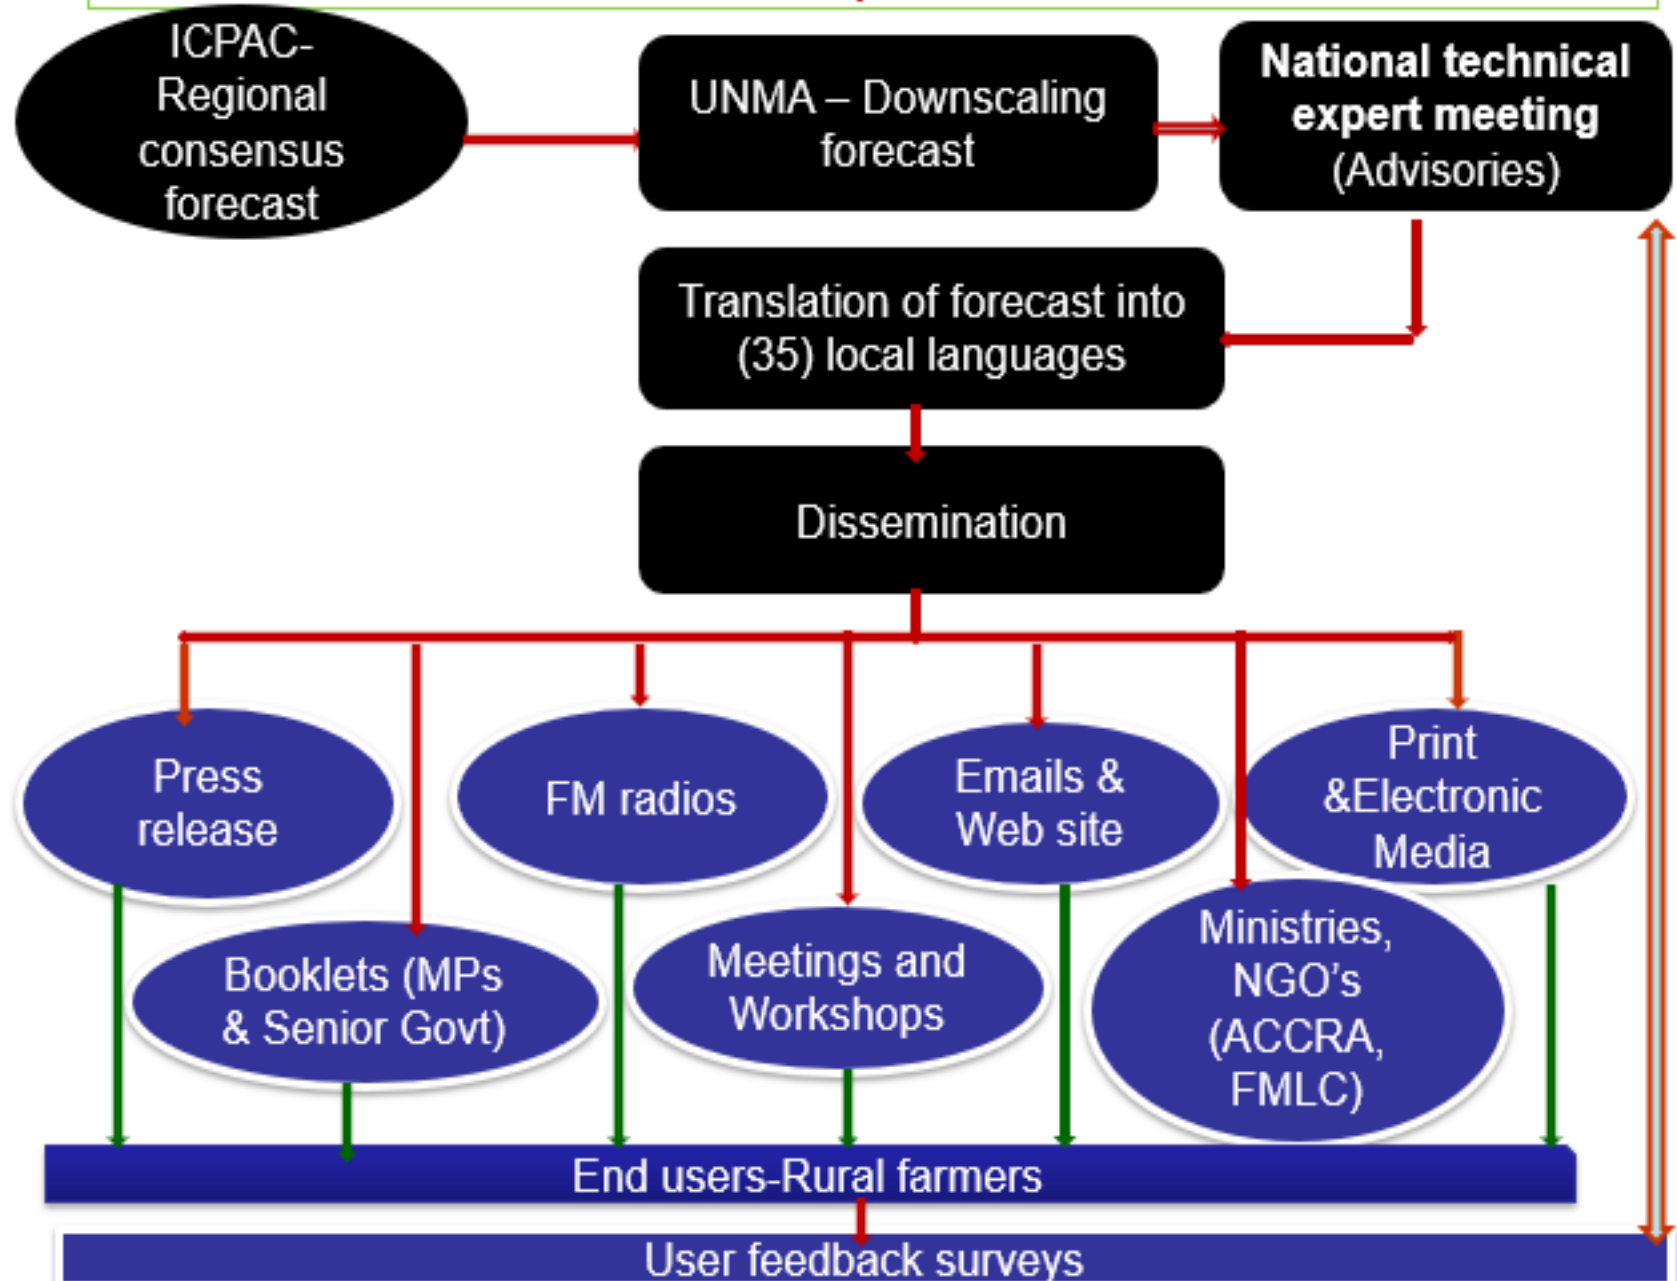 ICPAC-
Regional
consensus
forecast
UNMA – Downscaling
forecast
National technical
expert meeting
(Advisories)
Translation of forecast into
(35) local languages
Dissemination
Press
release
FM radios
Emails &
Web site
Print
&Electronic
Media
Booklets (MPs
& Senior Govt)
Meetings and
Workshops
Ministries,
NGO's
(ACCRA,
FMLC)
End users-Rural farmers
User feedback surveys